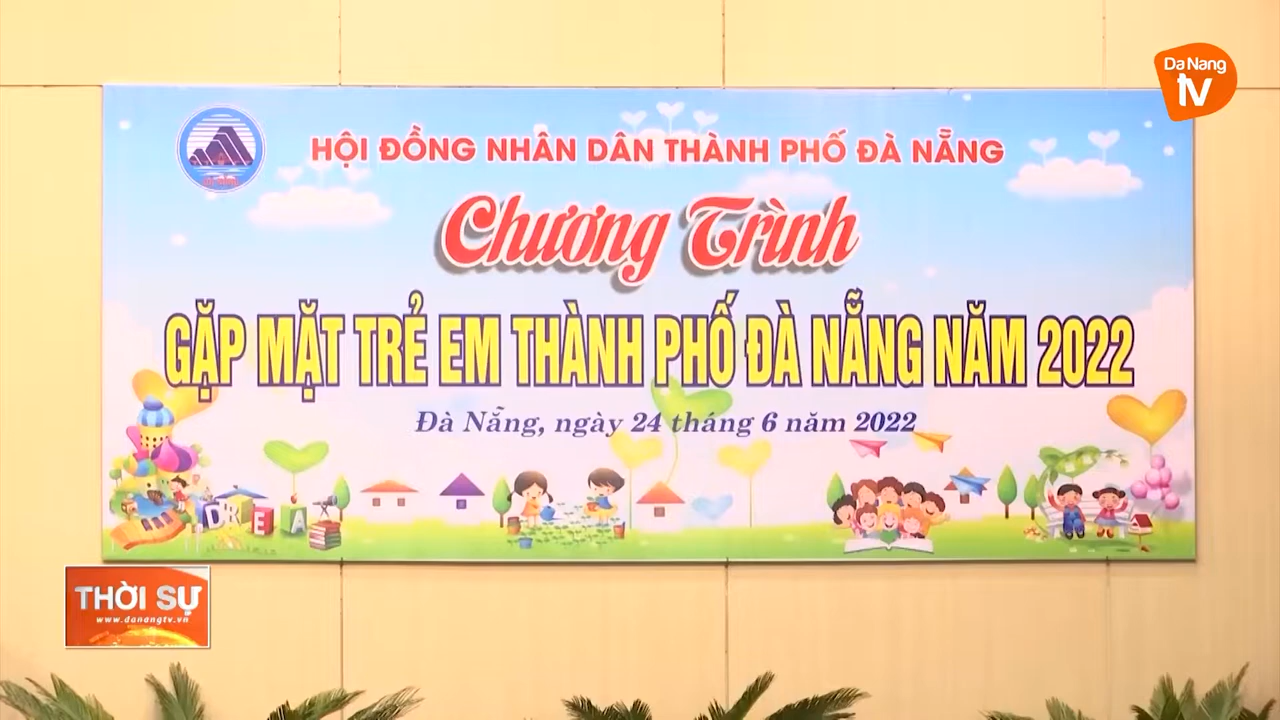 Da Nang
tv
HỘI ĐỒNG NHÂN DÂN THÀNH PHỐ ĐÀ NẴNG
Chương Trình
GẶP MẶT TRẺ EM THÀNH PHỐ ĐÀ NẴNG NĂM 2022
Đà Nẵng, ngày 24 tháng 6 năm 2022
DREA
THỜI SỰ
www.danangtv.vn